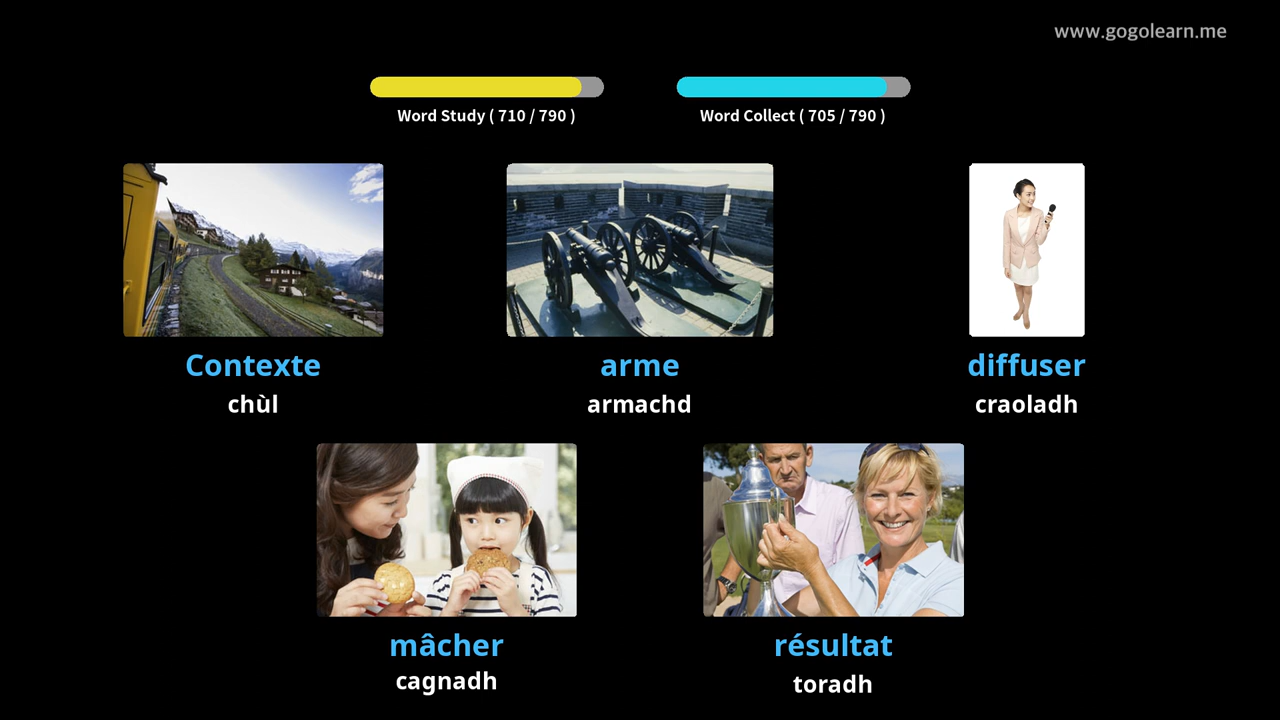 www.gogolearn.me
Word Study ( 710 / 790 )
Word Collect ( 705 / 790 )
Contexte
chùl
arme
armachd
diffuser
craoladh
mâcher
cagnadh
résultat
toradh